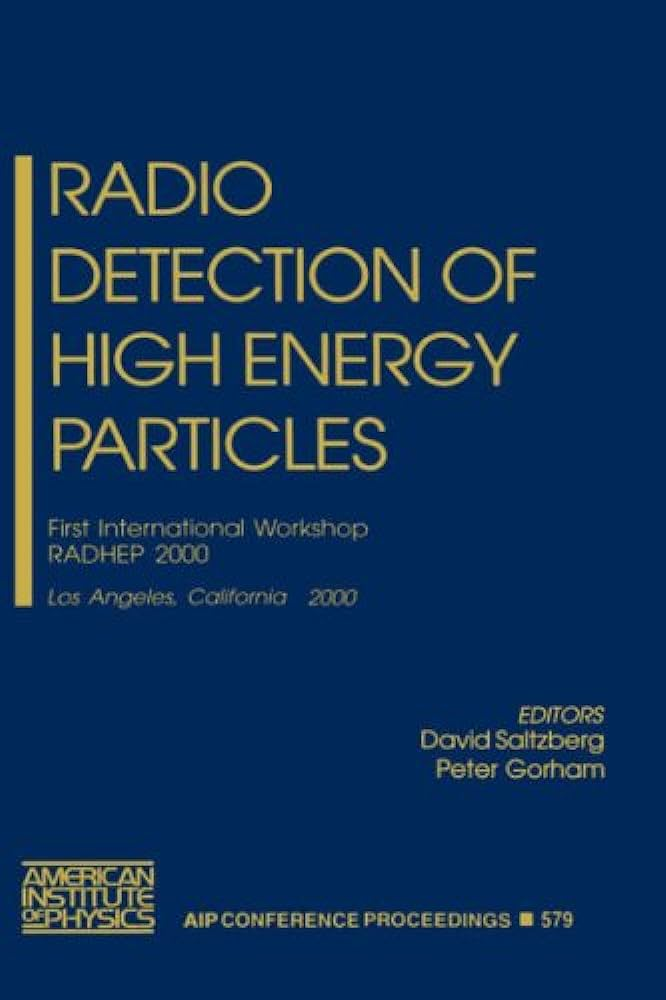 RADIO
DETECTION OF
HIGH ENERGY
PARTICLES
First International Workshop
RADHEP 2000
Los Angeles, California 2000
EDITORS
David Saltzberg
Peter Gorham
AMERICAN
INSTITUTE
OF PHYSICS
AIP CONFERENCE PROCEEDINGS ■ 579